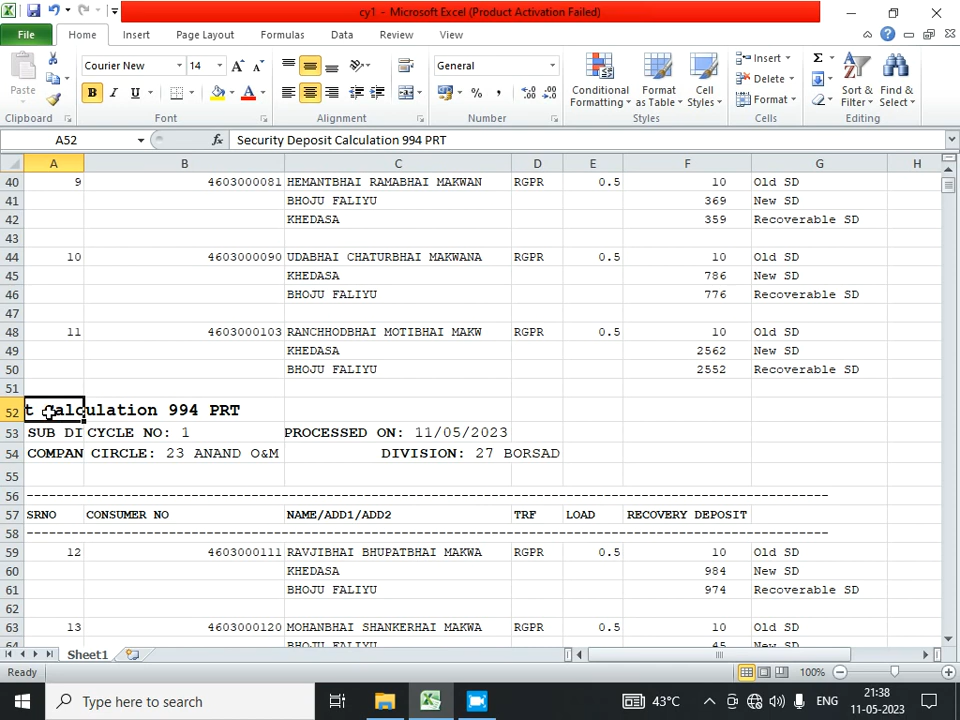 cy1 - Microsoft Excel (Product Activation Failed)
File Home Insert Page Layout Formulas Data Review View
Paste Courier New 14 General Conditional Formatting Format as Table Cell Styles Insert Delete Format Sort & Filter Find & Select
Clipboard Font Alignment Number Styles Cells Editing
A52 fx Security Deposit Calculation 994 PRT
A B C D E F G H
40 9 4603000081 HEMANTBHAI RAMABHAI MAKWAN RGPR 0.5 10 Old SD
41 BHOJU FALIYU 369 New SD
42 KHEDASA 359 Recoverable SD
43
44 10 4603000090 UDABHAI CHATURBHAI MAKWANA RGPR 0.5 10 Old SD
45 KHEDASA 786 New SD
46 BHOJU FALIYU 776 Recoverable SD
47
48 11 4603000103 RANCHHODBHAI MOTIBHAI MAKW RGPR 0.5 10 Old SD
49 KHEDASA 2562 New SD
50 BHOJU FALIYU 2552 Recoverable SD
51
52 t Calculation 994 PRT
53 SUB DI CYCLE NO: 1 PROCESSED ON: 11/05/2023
54 COMPAN CIRCLE: 23 ANAND O&M DIVISION: 27 BORSAD
55
56 ------------------------------------------------------------
57 SRNO CONSUMER NO NAME/ADD1/ADD2 TRF LOAD RECOVERY DEPOSIT
58 ------------------------------------------------------------
59 12 4603000111 RAVJIBHAI BHUPATBHAI MAKWA RGPR 0.5 10 Old SD
60 KHEDASA 984 New SD
61 BHOJU FALIYU 974 Recoverable SD
62
63 13 4603000120 MOHANBHAI SHANKERHAI MAKWA RGPR 0.5 10 Old SD
64 BHOJU FALIYU 45 New SD
Sheet1
Ready 100%
Type here to search 43°C ENG 21:38
11-05-2023